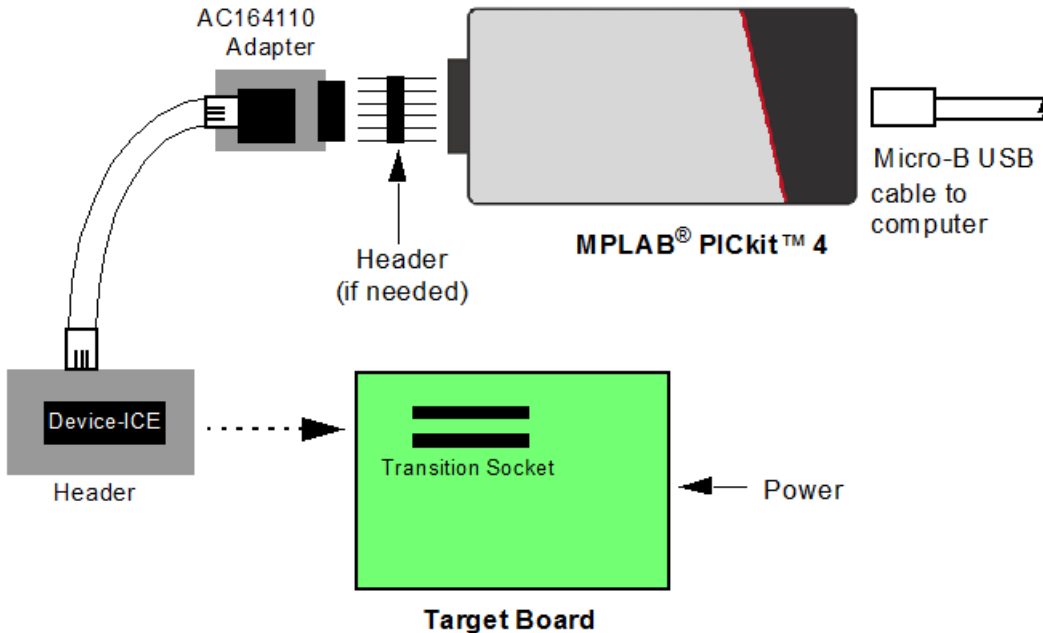 AC164110
Adapter
Header
(if needed)
MPLAB® PICkit™ 4
Micro-B USB
cable to
computer
Device-ICE
Header
Transition Socket
Power
Target Board